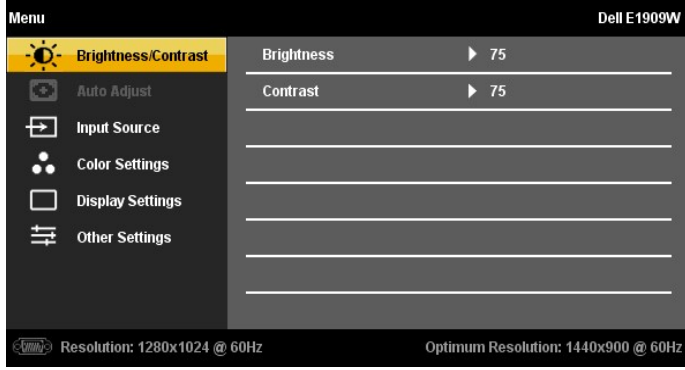 Menu Dell E1909W
Brightness/Contrast Brightness 75
Auto Adjust Contrast 75
Input Source
Color Settings
Display Settings
Other Settings
Resolution: 1280x1024 @ 60Hz Optimum Resolution: 1440x900 @ 60Hz